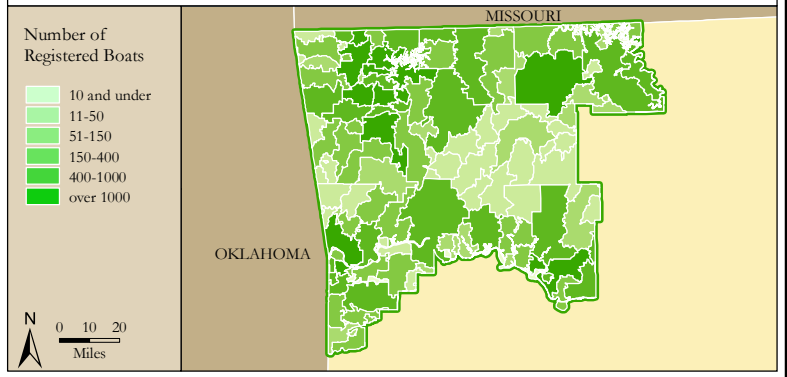 MISSOURI
Number of
Registered Boats
10 and under
11-50
51-150
150-400
400-1000
over 1000
OKLAHOMA
N
0 10 20
Miles